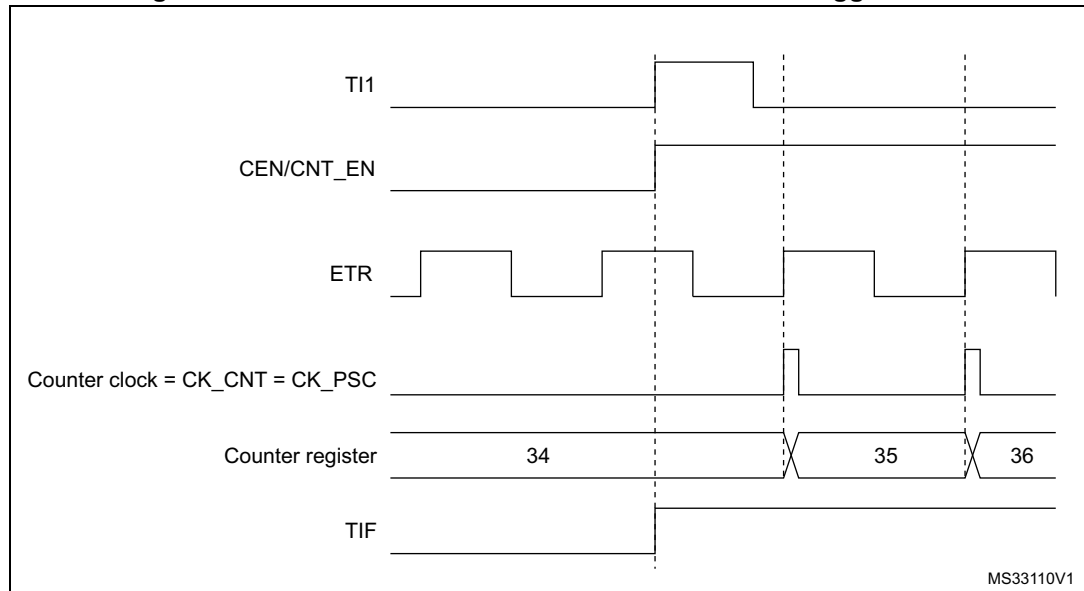 TI1
CEN/CNT_EN
ETR
Counter clock = CK_CNT = CK_PSC
Counter register
34
35
36
TIF
MS33110V1